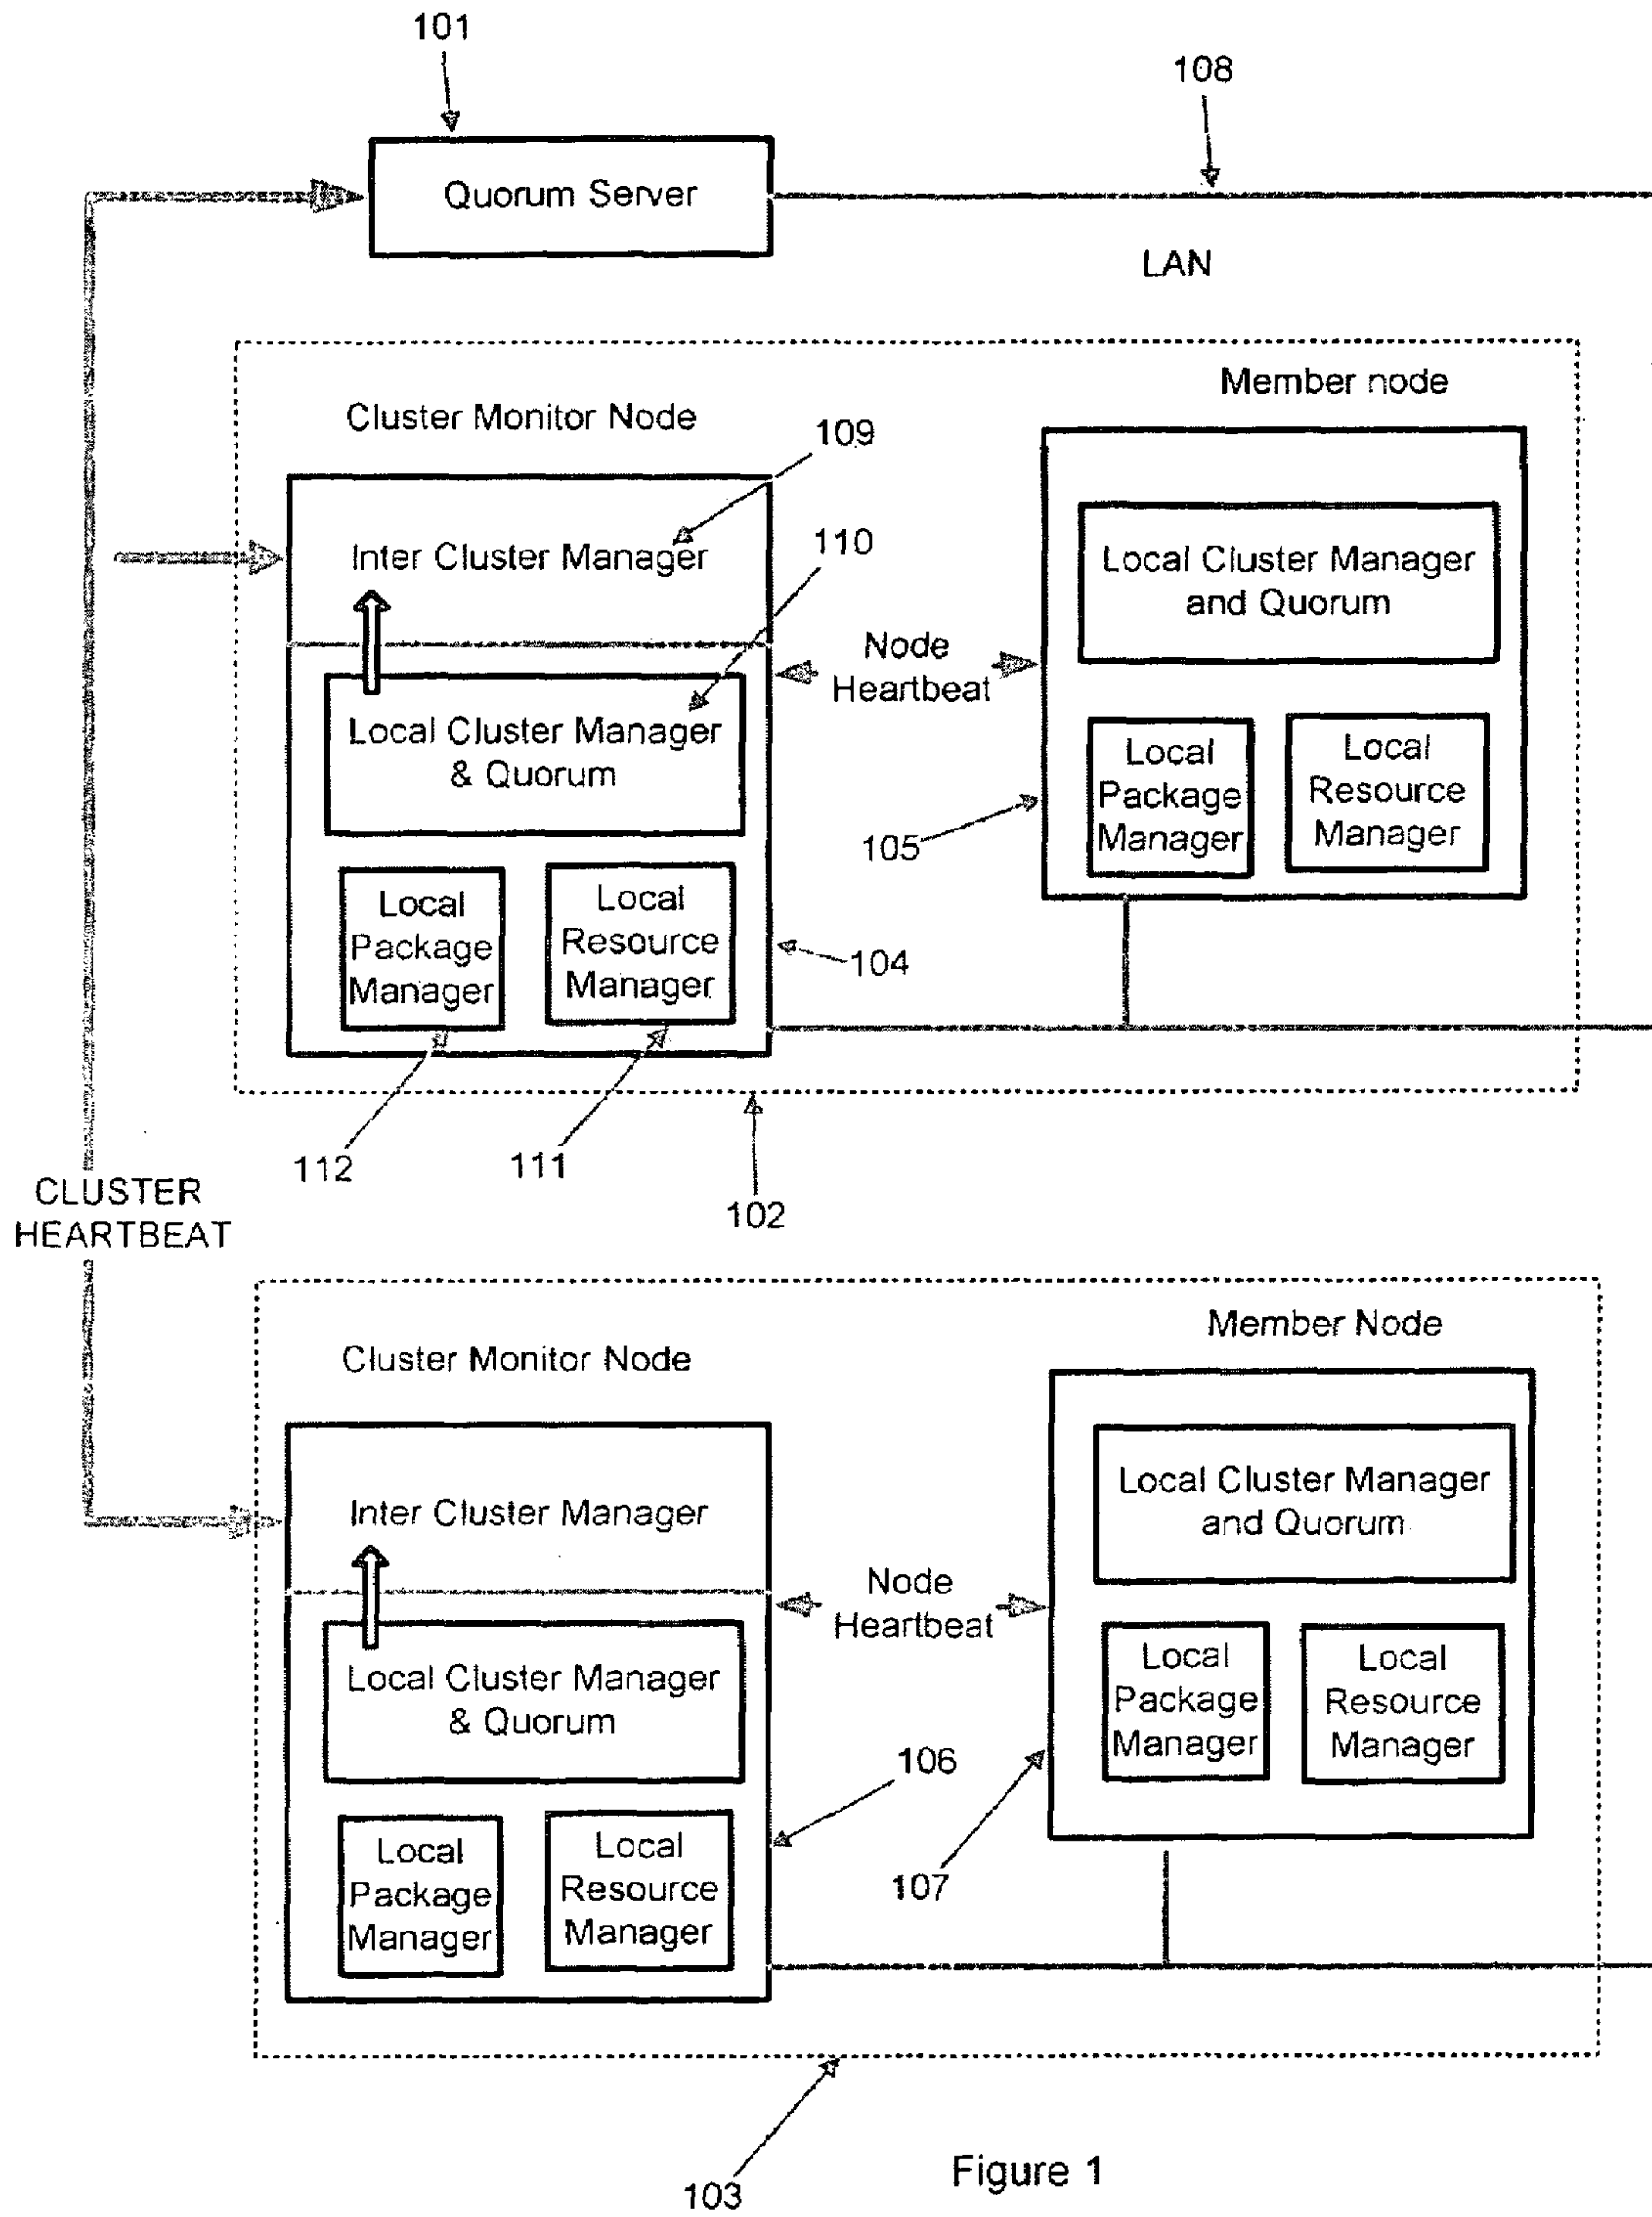 101
108
Quorum Server
LAN
Member node
Cluster Monitor Node
109
Inter Cluster Manager
110
Local Cluster Manager
and Quorum
Node
Heartbeat
Local Cluster Manager
& Quorum
Local
Package
Manager
Local
Resource
Manager
105
Local
Package
Manager
Local
Resource
Manager
104
112
111
102
CLUSTER
HEARTBEAT
Member Node
Cluster Monitor Node
Local Cluster Manager
and Quorum
Inter Cluster Manager
Node
Heartbeat
Local Cluster Manager
& Quorum
Local
Package
Manager
Local
Resource
Manager
106
107
Local
Package
Manager
Local
Resource
Manager
103
Figure 1